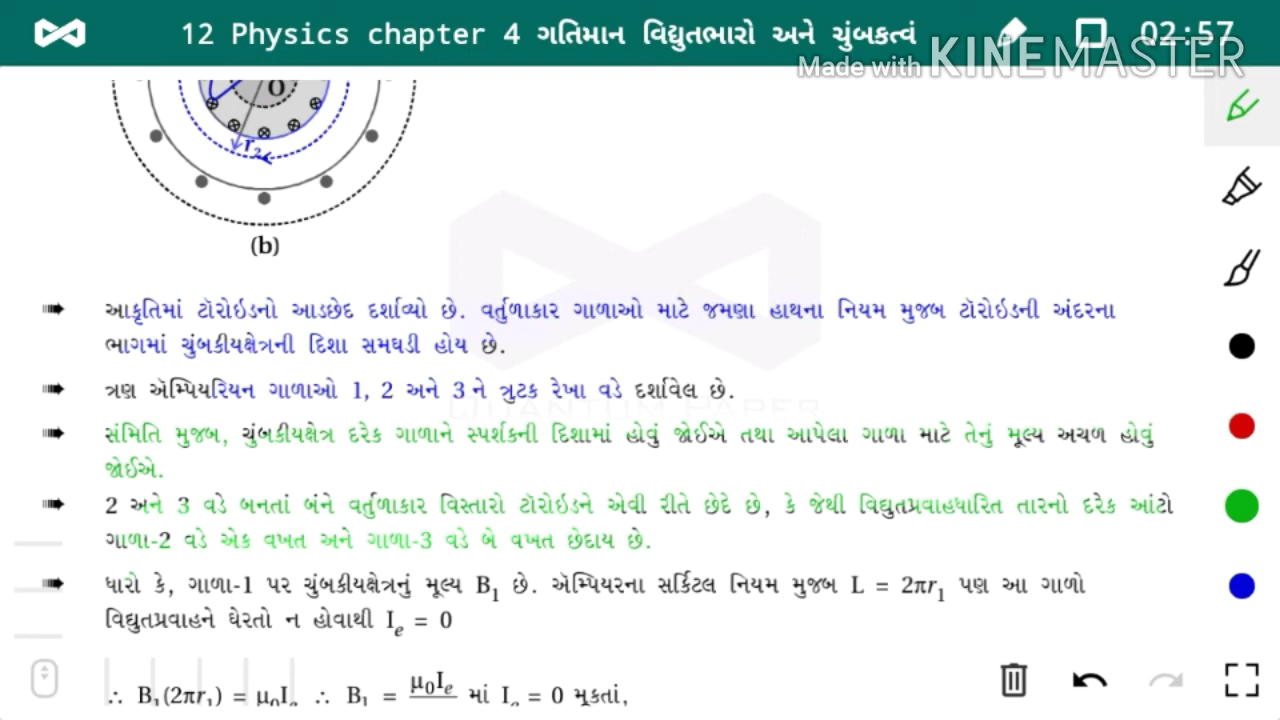 12 Physics chapter 4 ગતિમાન વિદ્યુતભારો અને ચુંબકત્વં 02:57
Made with KINEMASTER
O
r2
(b)
આકૃતિમાં ટૉરોઇડનો આડછેદ દર્શાવ્યો છે. વર્તુળાકાર ગાળાઓ માટે જમણા હાથના નિયમ મુજબ ટૉરોઇડની અંદરના
ભાગમાં ચુંબકીયક્ષેત્રની દિશા સમઘડી હોય છે.
ત્રણ ઍમ્પિયરિયન ગાળાઓ 1, 2 અને 3 ને ત્રુટક રેખા વડે દર્શાવેલ છે.
QUANTUM PAPER
સંમિતિ મુજબ, ચુંબકીયક્ષેત્ર દરેક ગાળાને સ્પર્શકની દિશામાં હોવું જોઈએ તથા આપેલા ગાળા માટે તેનું મૂલ્ય અચળ હોવું
જોઈએ.
2 અને 3 વડે બનતાં બંને વર્તુળાકાર વિસ્તારો ટૉરોઇડને એવી રીતે છેદે છે, કે જેથી વિદ્યુતપ્રવાહધારિત તારનો દરેક આંટો
ગાળા-2 વડે એક વખત અને ગાળા-3 વડે બે વખત છેદાય છે.
ધારો કે, ગાળા-1 પર ચુંબકીયક્ષેત્રનું મૂલ્ય B1 છે. ઍમ્પિયરના સર્કિટલ નિયમ મુજબ L = 2πr1 પણ આ ગાળો
વિદ્યુતપ્રવાહને ઘેરતો ન હોવાથી Ie = 0
∴ B1(2πr1) = μ0Ie ∴ B1 = μ0Ie માં Ie = 0 મૂકતાં,